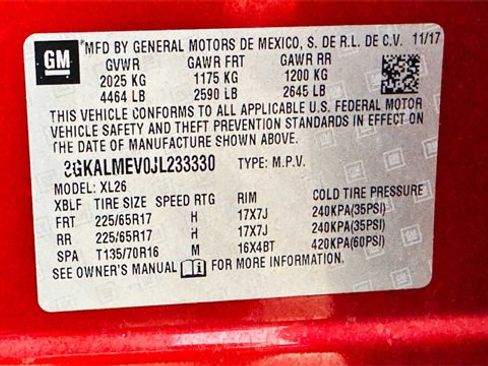 GM
MFD BY GENERAL MOTORS DE MEXICO, S. DE R.L. DE C.V. 11/17
GVWR GAWR FRT GAWR RR
2025 KG 1175 KG 1200 KG
4464 LB 2590 LB 2645 LB
THIS VEHICLE CONFORMS TO ALL APPLICABLE U.S. FEDERAL MOTOR
VEHICLE SAFETY AND THEFT PREVENTION STANDARDS IN EFFECT ON
THE DATE OF MANUFACTURE SHOWN ABOVE.
3GKALMEV0JL233330 TYPE: M.P.V.
MODEL: XL26
XBLF TIRE SIZE SPEED RTG RIM COLD TIRE PRESSURE
FRT 225/65R17 H 17X7J 240KPA(35PSI)
RR 225/65R17 H 17X7J 240KPA(35PSI)
SPA T135/70R16 M 16X4BT 420KPA(60PSI)
SEE OWNER'S MANUAL FOR MORE INFORMATION.